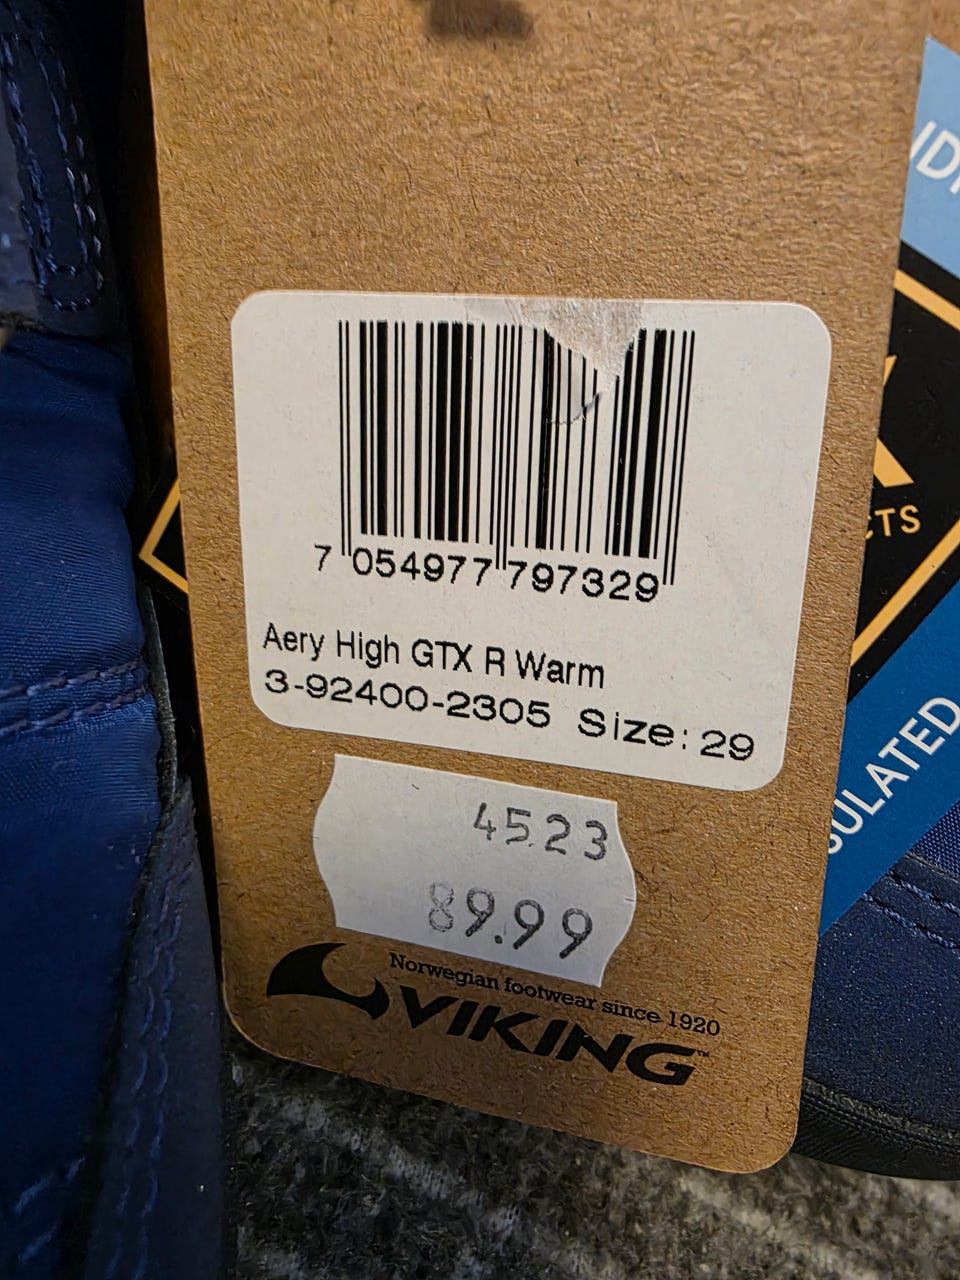 7 054977 797329
Aery High GTX R Warm
3-92400-2305 Size: 29
4523
89.99
Norwegian footwear since 1920
VIKING™